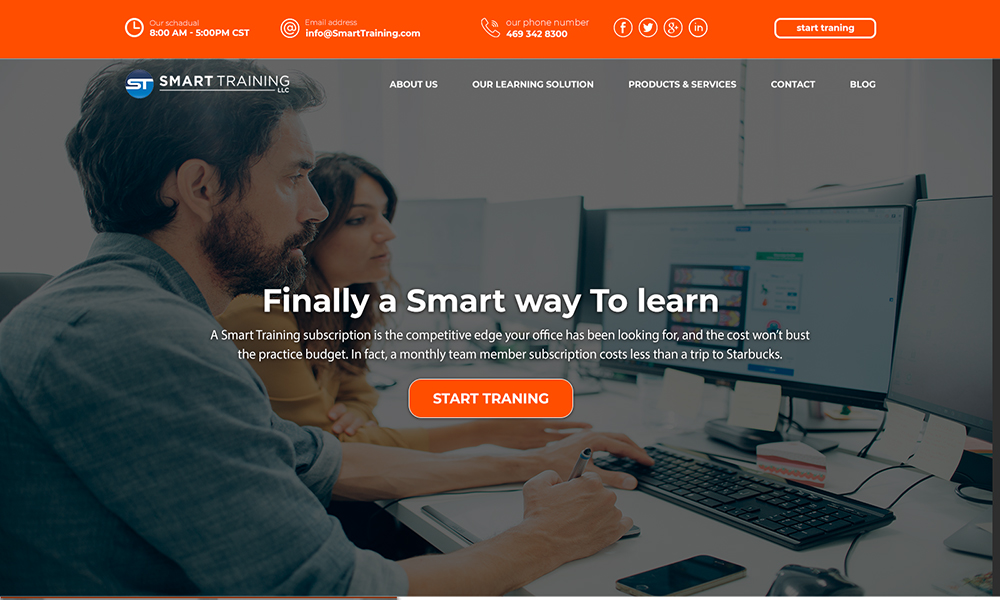 Our schadual
8:00 AM - 5:00PM CST
Email address
info@SmartTraining.com
our phone number
469 342 8300
f
g+
in
start traning
ST SMART TRAINING
LLC
ABOUT US
OUR LEARNING SOLUTION
PRODUCTS & SERVICES
CONTACT
BLOG
Finally a Smart way To learn
A Smart Training subscription is the competitive edge your office has been looking for, and the cost won't bust
the practice budget. In fact, a monthly team member subscription costs less than a trip to Starbucks.
START TRANING